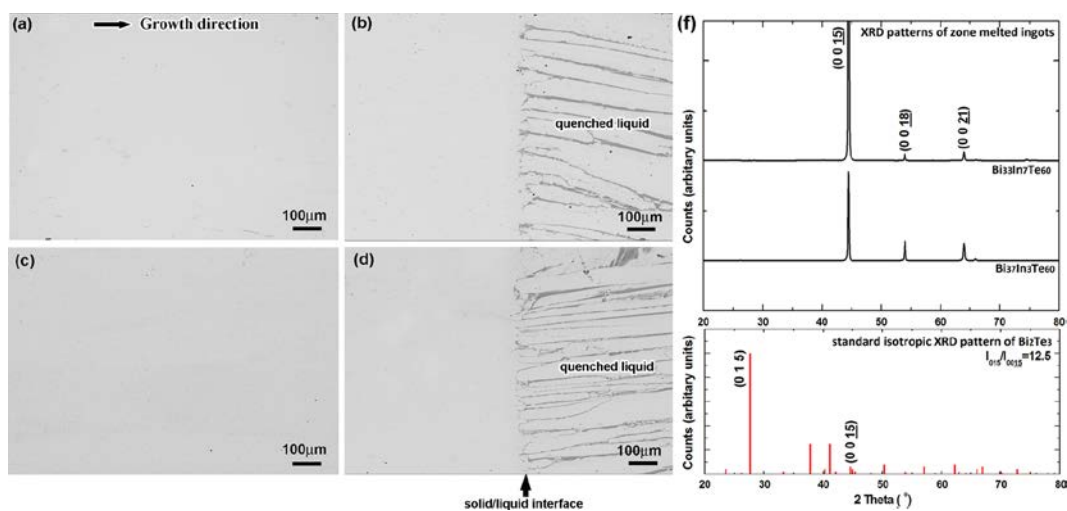 (a)
Growth direction
100μm
(b)
quenched liquid
100μm
(c)
100μm
(d)
quenched liquid
100μm
solid/liquid interface
(f)
XRD patterns of zone melted ingots
(0 0 15)
(0 0 18)
(0 0 21)
Bi33In7Te60
Bi37In3Te60
Counts (arbitary units)
20 30 40 50 60 70 80
standard isotropic XRD pattern of Bi2Te3
I015/I0015=12.5
(0 1 5)
(0 0 15)
Counts (arbitary units)
20 30 40 50 60 70 80
2 Theta (°)